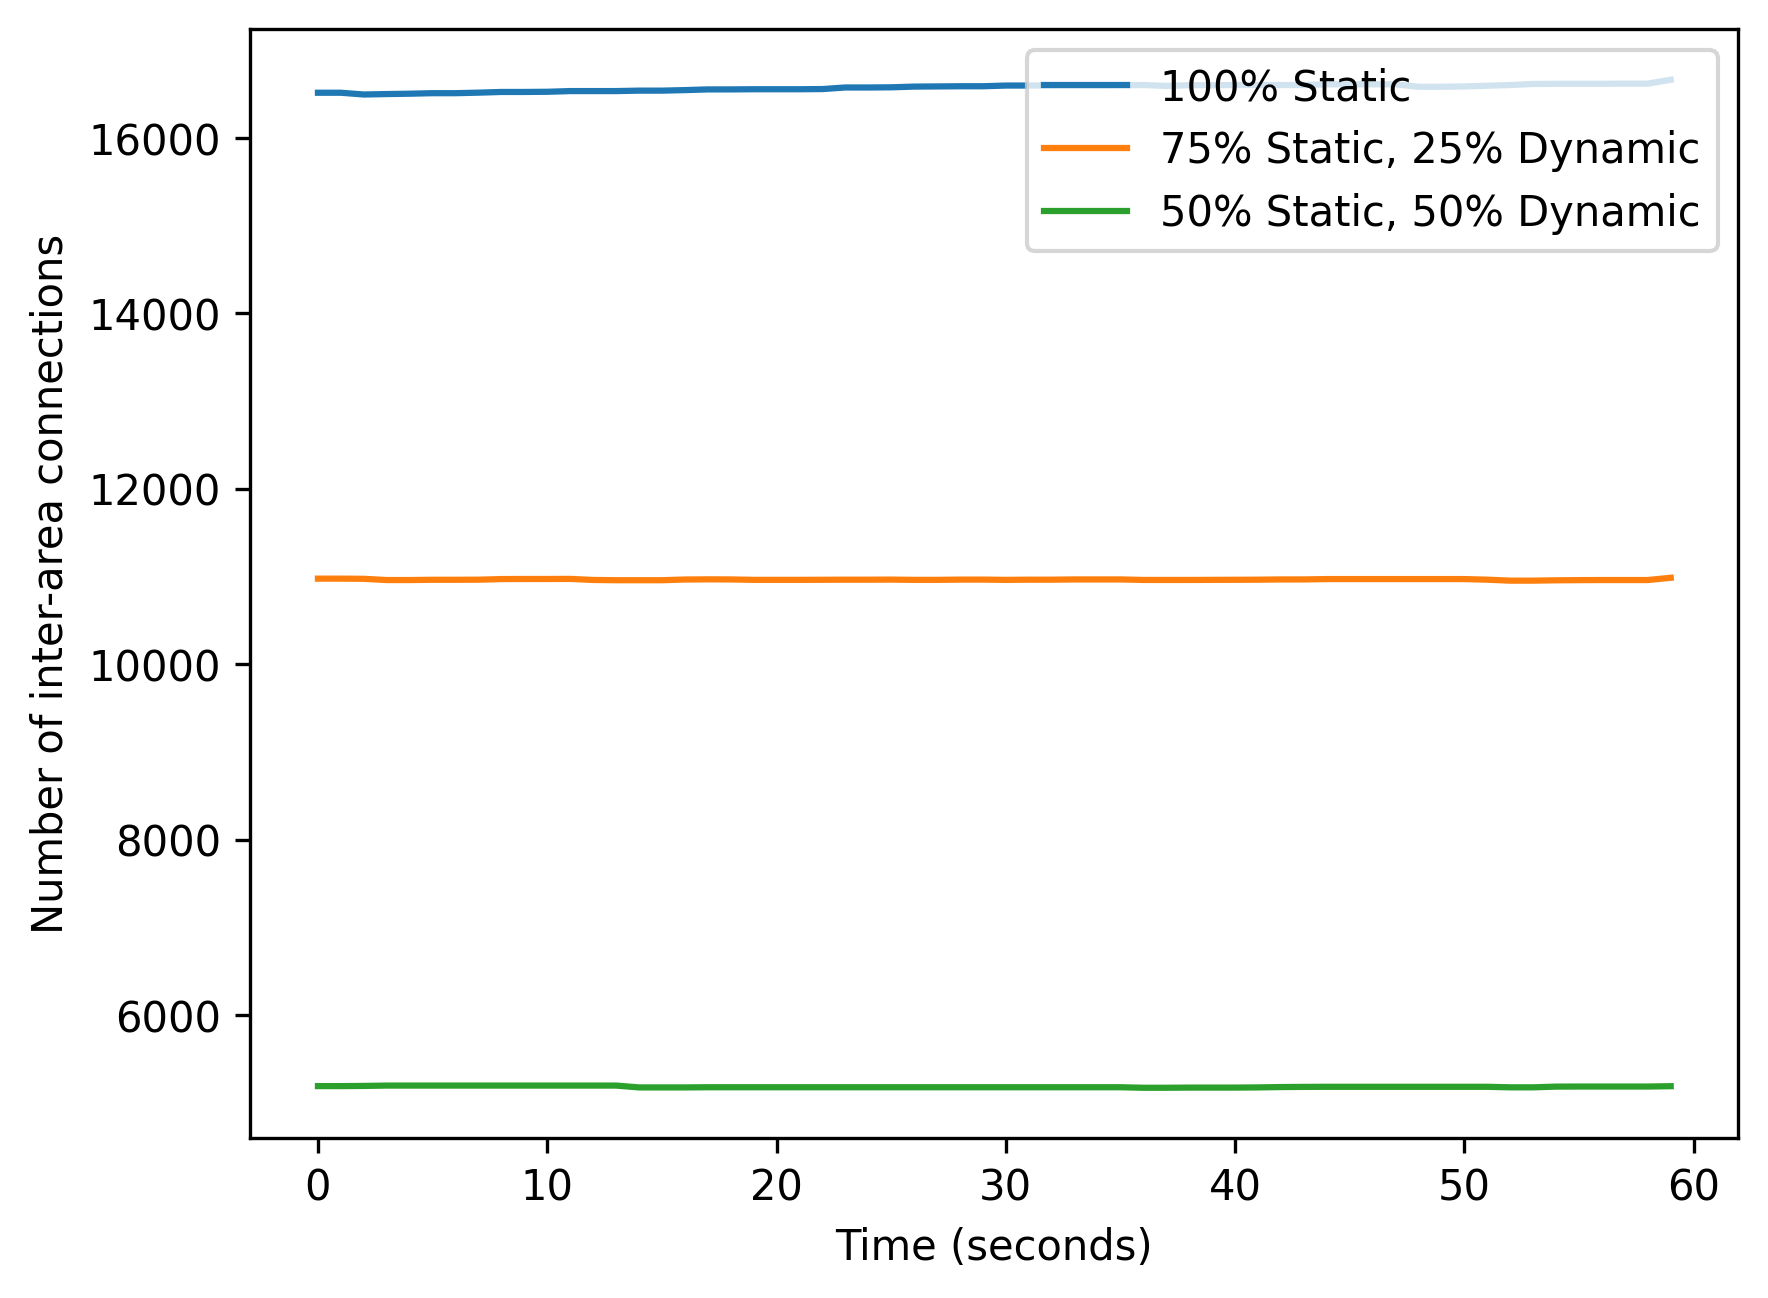 100% Static
75% Static, 25% Dynamic
50% Static, 50% Dynamic
Number of inter-area connections
16000
14000
12000
10000
8000
6000
0 10 20 30 40 50 60
Time (seconds)